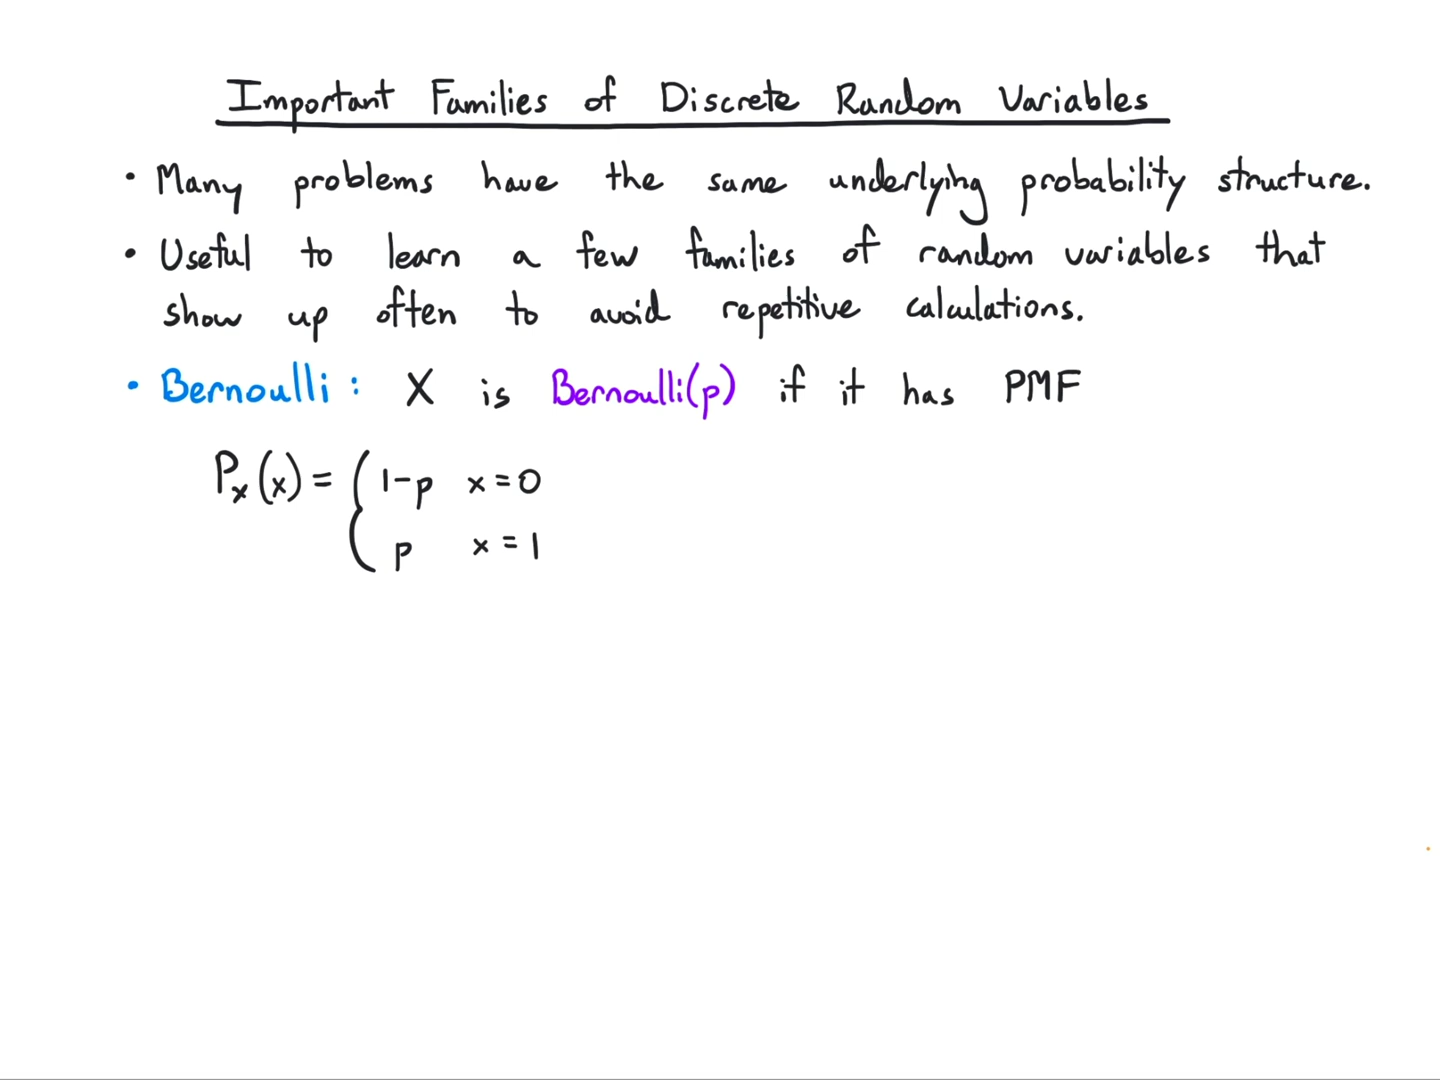 Important Families of Discrete Random Variables
• Many problems have the same underlying probability structure.
• Useful to learn a few families of random variables that
show up often to avoid repetitive calculations.
• Bernoulli: X is Bernoulli(p) if it has PMF
Pₓ(x) = { 1-p x=0
p x=1